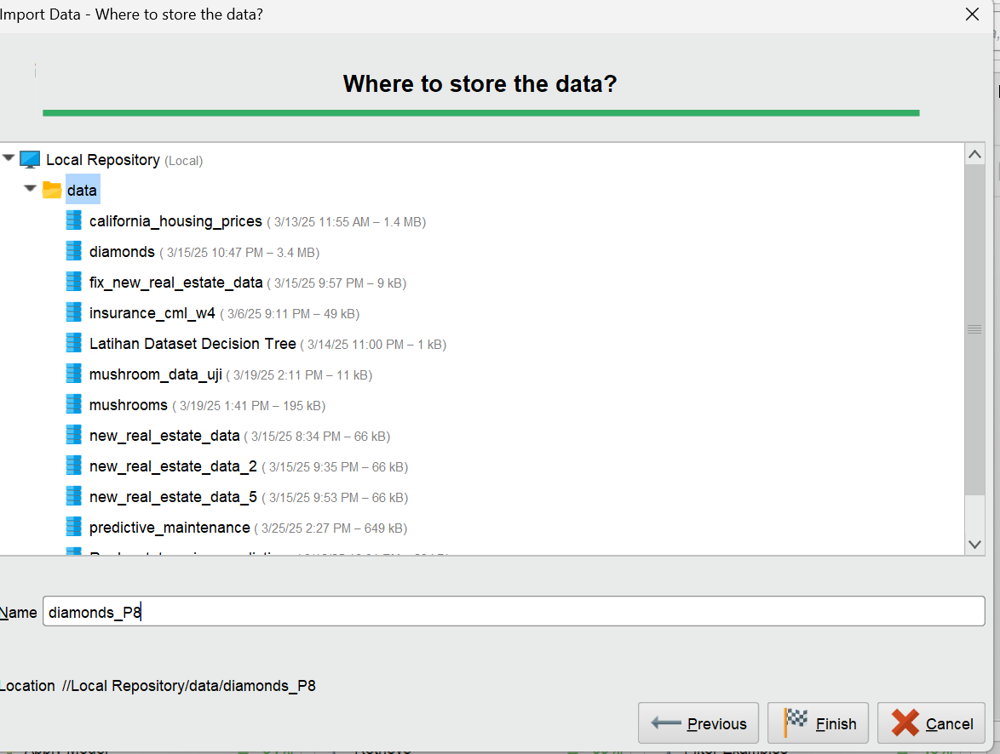 Import Data - Where to store the data?
Where to store the data?
Local Repository (Local)
data
california_housing_prices ( 3/13/25 11:55 AM – 1.4 MB)
diamonds ( 3/15/25 10:47 PM – 3.4 MB)
fix_new_real_estate_data ( 3/15/25 9:57 PM – 9 kB)
insurance_cml_w4 ( 3/6/25 9:11 PM – 49 kB)
Latihan Dataset Decision Tree ( 3/14/25 11:00 PM – 1 kB)
mushroom_data_uji ( 3/19/25 2:11 PM – 11 kB)
mushrooms ( 3/19/25 1:41 PM – 195 kB)
new_real_estate_data ( 3/15/25 8:34 PM – 66 kB)
new_real_estate_data_2 ( 3/15/25 9:35 PM – 66 kB)
new_real_estate_data_5 ( 3/15/25 9:53 PM – 66 kB)
predictive_maintenance ( 3/25/25 2:27 PM – 649 kB)
Name diamonds_P8
Location //Local Repository/data/diamonds_P8
Previous Finish Cancel
Apply Model Retrieve Filter Examples